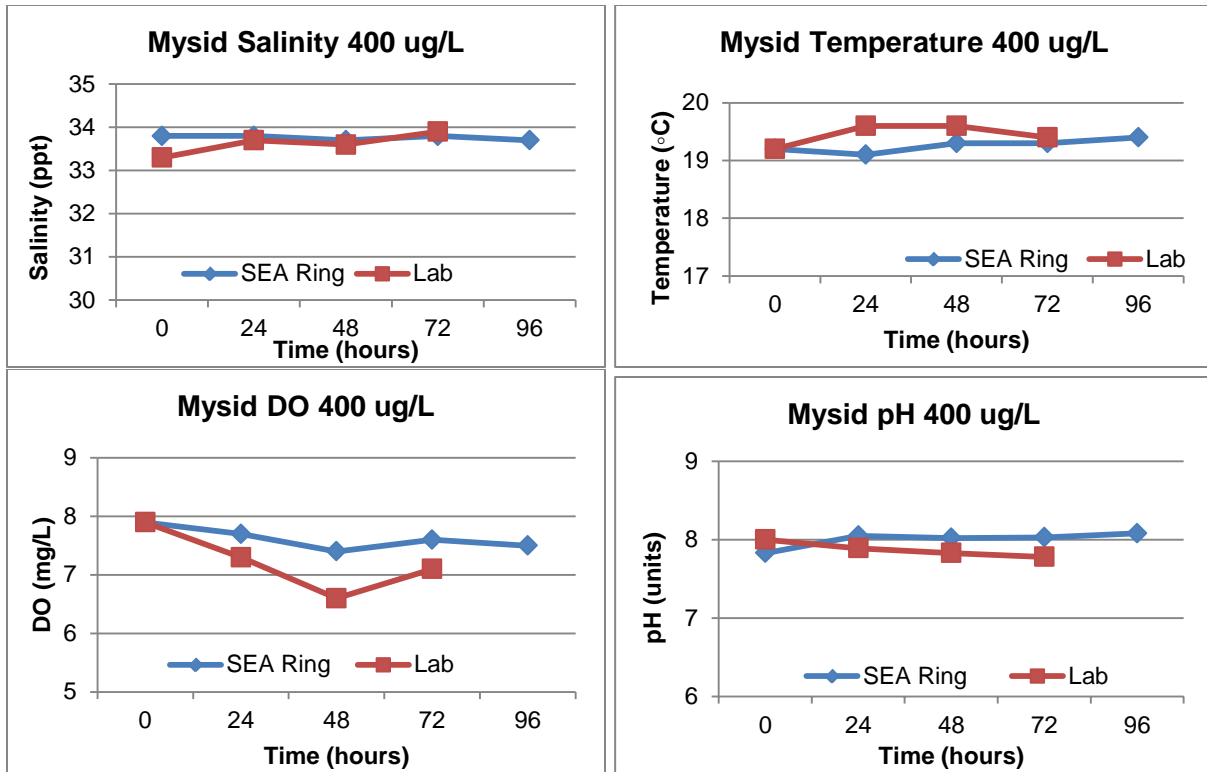 Mysid Salinity 400 ug/L
35
34
33
32
31
30
Salinity (ppt)
SEA Ring Lab
0 24 48 72 96
Time (hours)
Mysid Temperature 400 ug/L
20
19
18
17
Temperature (°C)
SEA Ring Lab
0 24 48 72 96
Time (hours)
Mysid DO 400 ug/L
9
8
7
6
5
DO (mg/L)
SEA Ring Lab
0 24 48 72 96
Time (hours)
Mysid pH 400 ug/L
9
8
7
6
pH (units)
SEA Ring Lab
0 24 48 72 96
Time (hours)